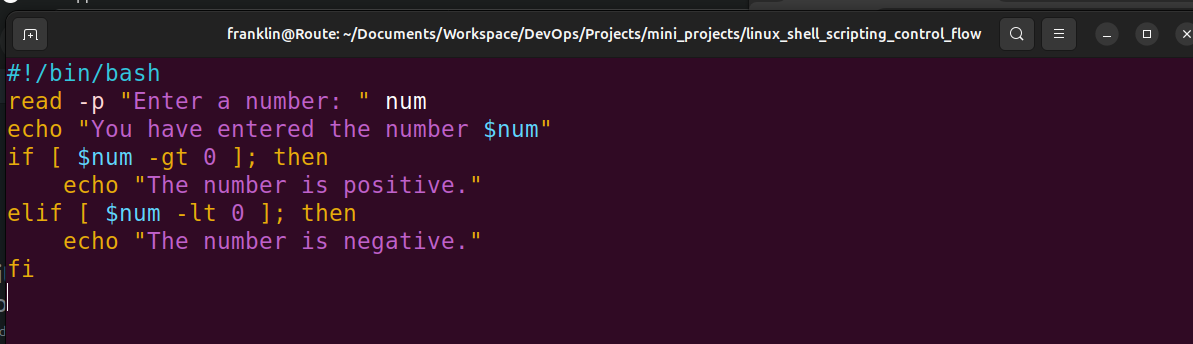 franklin@Route: ~/Documents/Workspace/DevOps/Projects/mini_projects/linux_shell_scripting_control_flow
#!/bin/bash
read -p "Enter a number: " num
echo "You have entered the number $num"
if [ $num -gt 0 ]; then
    echo "The number is positive."
elif [ $num -lt 0 ]; then
    echo "The number is negative."
fi